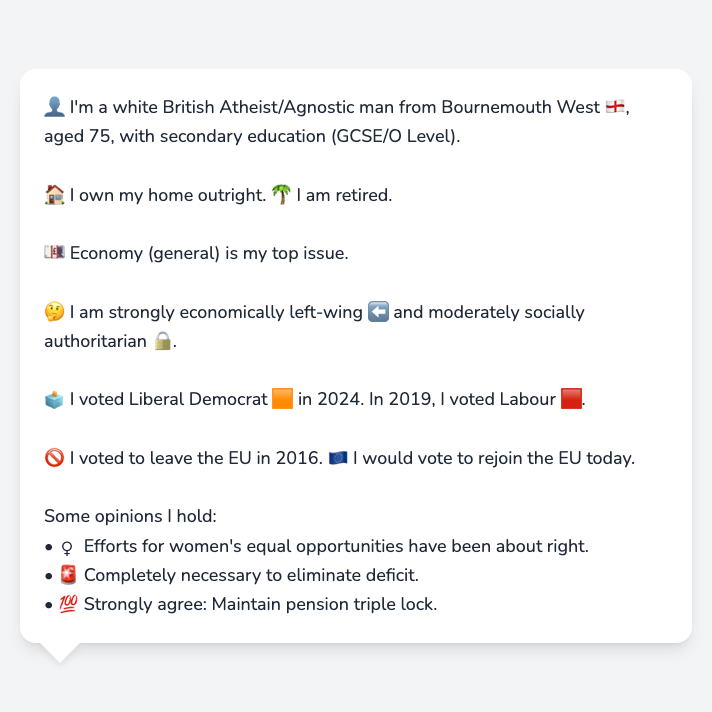 👤 I'm a white British Atheist/Agnostic man from Bournemouth West 🏴󠁧󠁢󠁥󠁮󠁧󠁿,
aged 75, with secondary education (GCSE/O Level).
🏠 I own my home outright. 🌴 I am retired.
💷 Economy (general) is my top issue.
🤔 I am strongly economically left-wing ⬅️ and moderately socially
authoritarian 🔒.
🗳️ I voted Liberal Democrat 🟧 in 2024. In 2019, I voted Labour 🟥.
🚫 I voted to leave the EU in 2016. 🇪🇺 I would vote to rejoin the EU today.
Some opinions I hold:
• ♀ Efforts for women's equal opportunities have been about right.
• 🚨 Completely necessary to eliminate deficit.
• 💯 Strongly agree: Maintain pension triple lock.